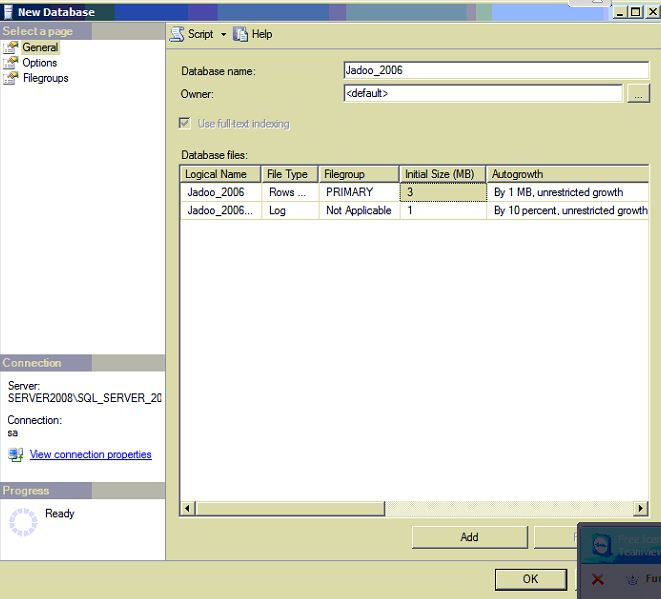 New Database
Select a page
General
Options
Filegroups
Script Help
Database name: Jadoo_2006
Owner: <default> ...
Use full-text indexing
Database files:
Logical Name File Type Filegroup Initial Size (MB) Autogrowth
Jadoo_2006 Rows ... PRIMARY 3 By 1 MB, unrestricted growth
Jadoo_2006... Log Not Applicable 1 By 10 percent, unrestricted growth
Connection
Server:
SERVER2008\SQL_SERVER_20
Connection:
sa
View connection properties
Progress
Ready
Add
Free licen
TeamView
OK
Fun